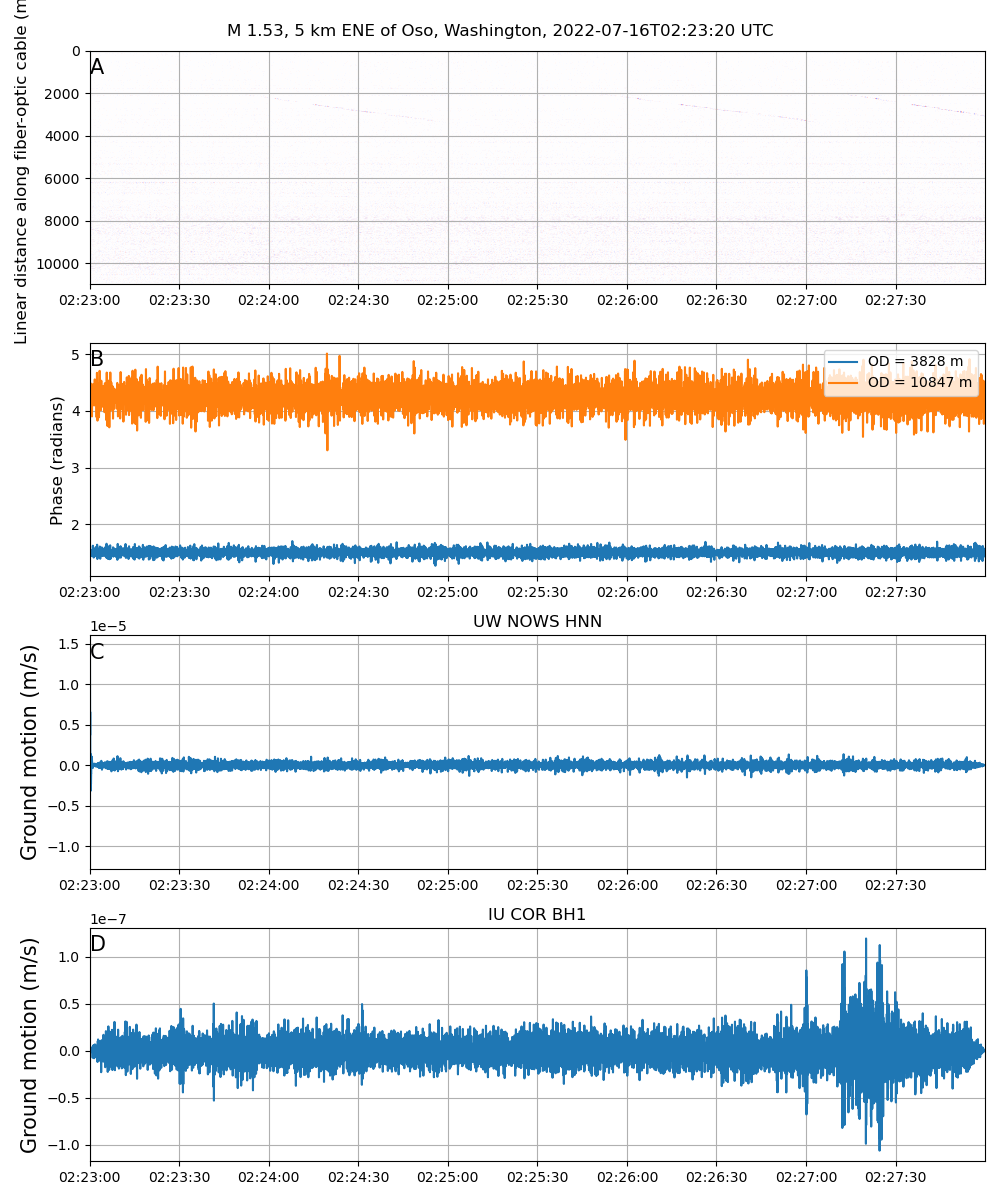 M 1.53, 5 km ENE of Oso, Washington, 2022-07-16T02:23:20 UTC
A
Linear distance along fiber-optic cable (m
0
2000
4000
6000
8000
10000
02:23:00 02:23:30 02:24:00 02:24:30 02:25:00 02:25:30 02:26:00 02:26:30 02:27:00 02:27:30
B
Phase (radians)
5
4
3
2
OD = 3828 m
OD = 10847 m
02:23:00 02:23:30 02:24:00 02:24:30 02:25:00 02:25:30 02:26:00 02:26:30 02:27:00 02:27:30
UW NOWS HNN
1e−5
C
Ground motion (m/s)
1.5
1.0
0.5
0.0
−0.5
−1.0
02:23:00 02:23:30 02:24:00 02:24:30 02:25:00 02:25:30 02:26:00 02:26:30 02:27:00 02:27:30
IU COR BH1
1e−7
D
Ground motion (m/s)
1.0
0.5
0.0
−0.5
−1.0
02:23:00 02:23:30 02:24:00 02:24:30 02:25:00 02:25:30 02:26:00 02:26:30 02:27:00 02:27:30